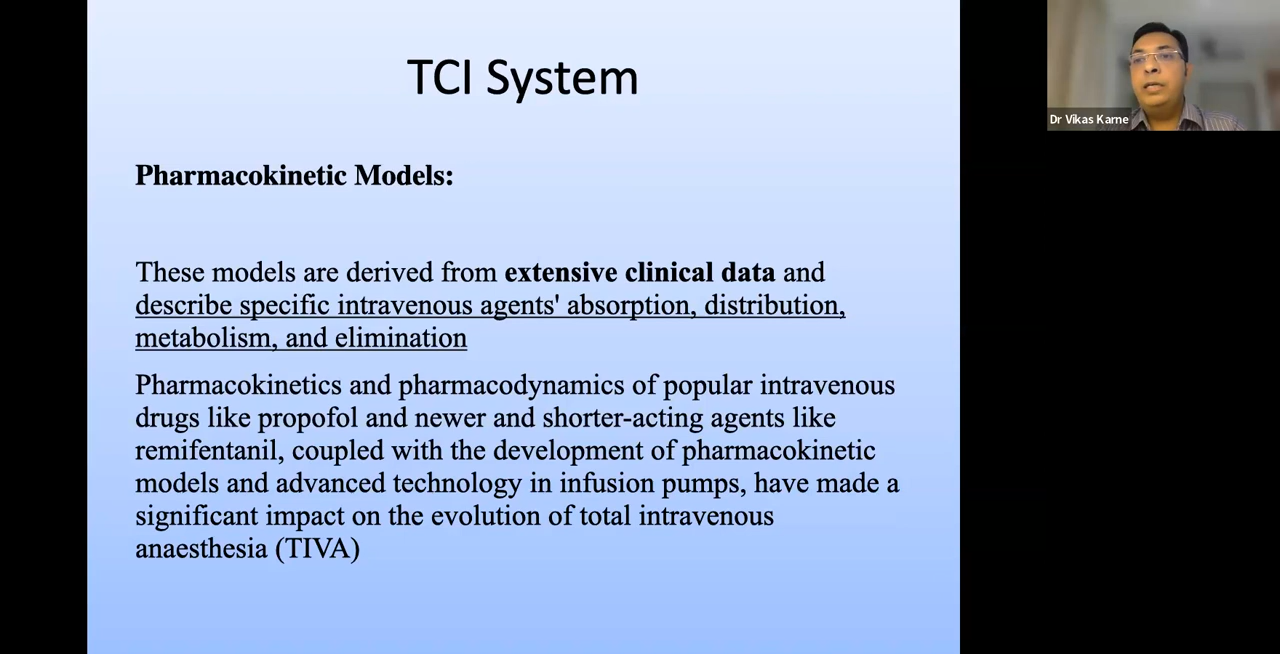 TCI System
Dr Vikas Karne
Pharmacokinetic Models:
These models are derived from extensive clinical data and
describe specific intravenous agents' absorption, distribution,
metabolism, and elimination
Pharmacokinetics and pharmacodynamics of popular intravenous
drugs like propofol and newer and shorter-acting agents like
remifentanil, coupled with the development of pharmacokinetic
models and advanced technology in infusion pumps, have made a
significant impact on the evolution of total intravenous
anaesthesia (TIVA)